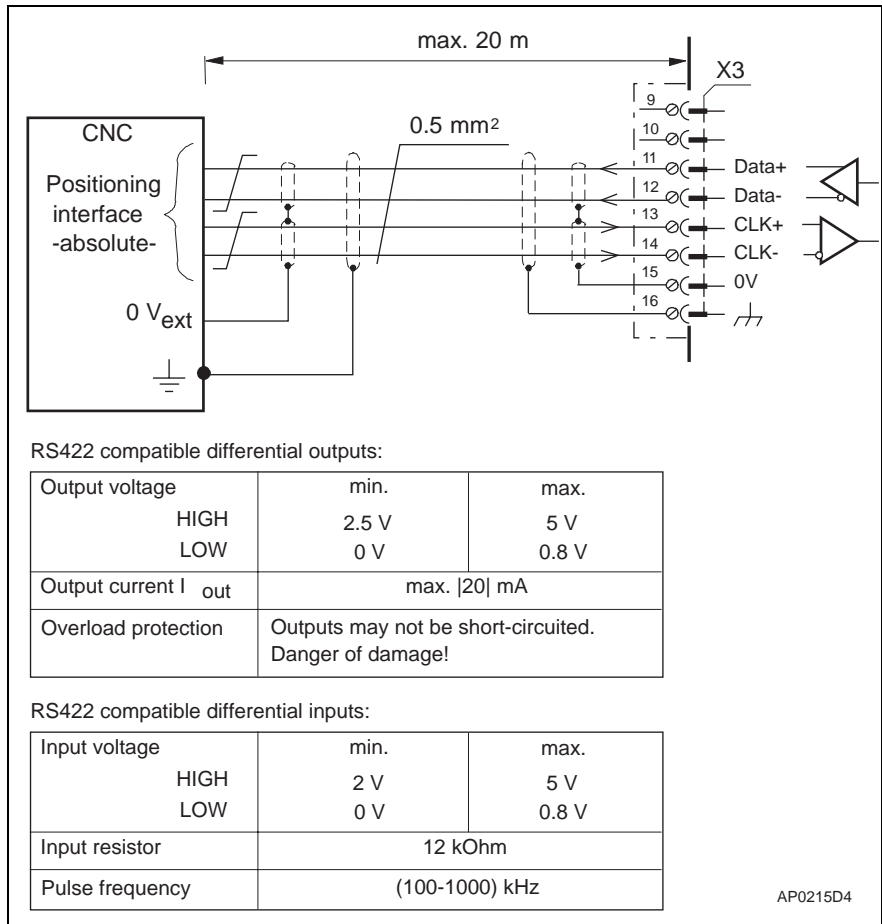 max. 20 m
X3
CNC
Positioning
interface
-absolute-
0 Vext
0.5 mm2
9
10
11 Data+
12 Data-
13 CLK+
14 CLK-
15 0V
16
RS422 compatible differential outputs:
Output voltage min. max.
HIGH 2.5 V 5 V
LOW 0 V 0.8 V
Output current I out max. |20| mA
Overload protection Outputs may not be short-circuited.
Danger of damage!
RS422 compatible differential inputs:
Input voltage min. max.
HIGH 2 V 5 V
LOW 0 V 0.8 V
Input resistor 12 kOhm
Pulse frequency (100-1000) kHz
AP0215D4